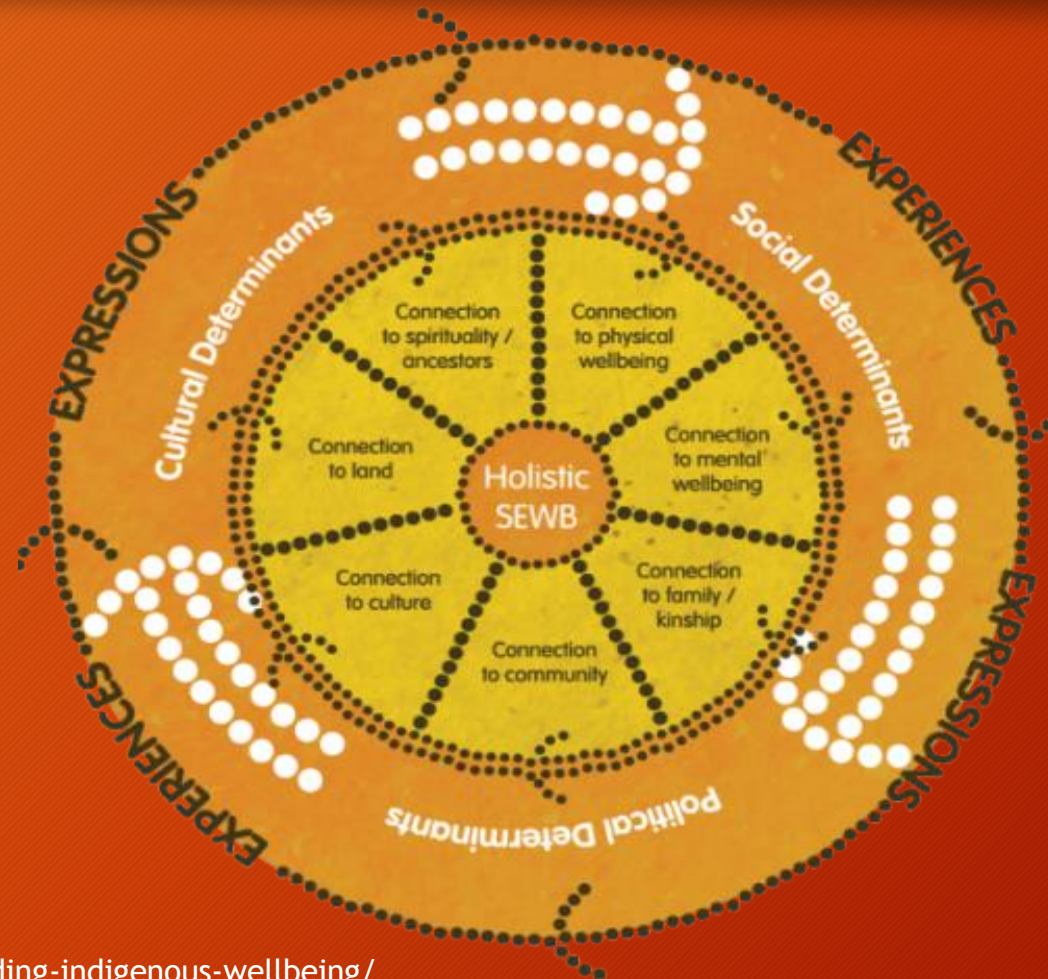 EXPRESSIONS
EXPERIENCES
Cultural Determinants
Social Determinants
Connection
to spirituality /
ancestors
Connection
to physical
wellbeing
Connection
to land
Connection
to mental
wellbeing
Holistic
SEWB
Connection
to culture
Connection
to family /
kinship
Connection
to community
EXPERIENCES
EXPRESSIONS
Political Determinants
ding-indigenous-wellbeing/